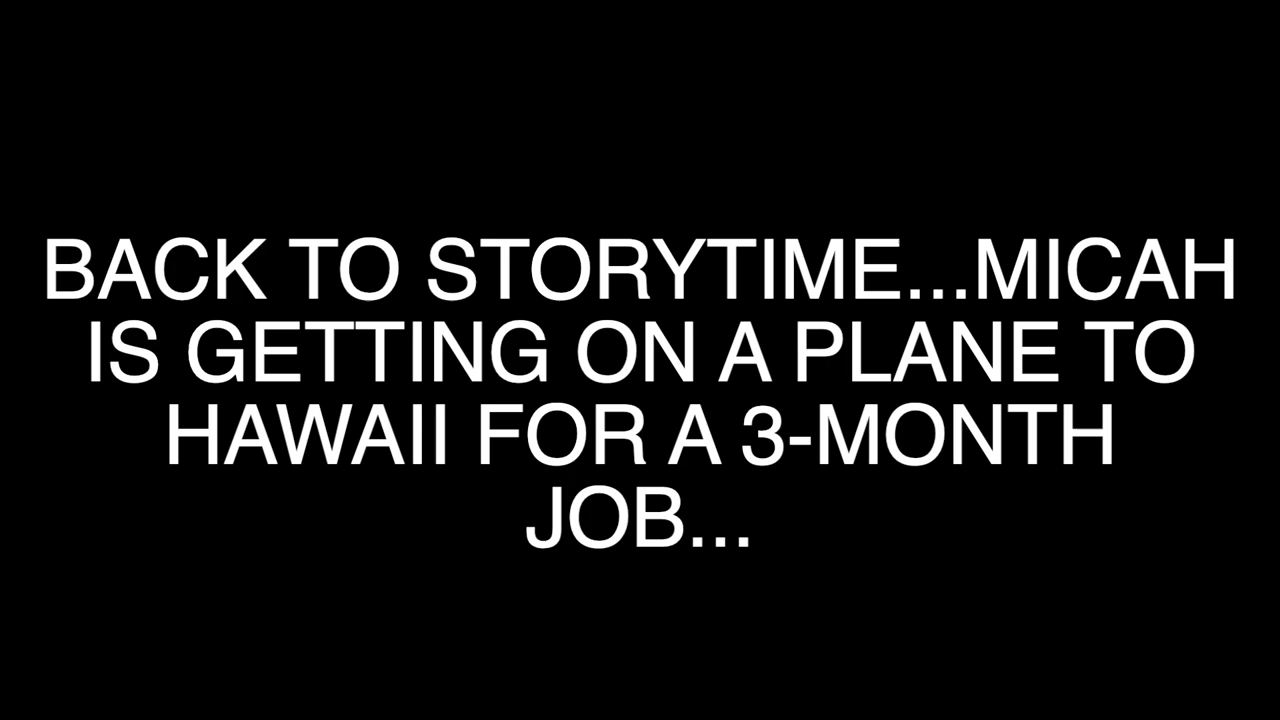 BACK TO STORYTIME...MICAH
IS GETTING ON A PLANE TO
HAWAII FOR A 3-MONTH
JOB...